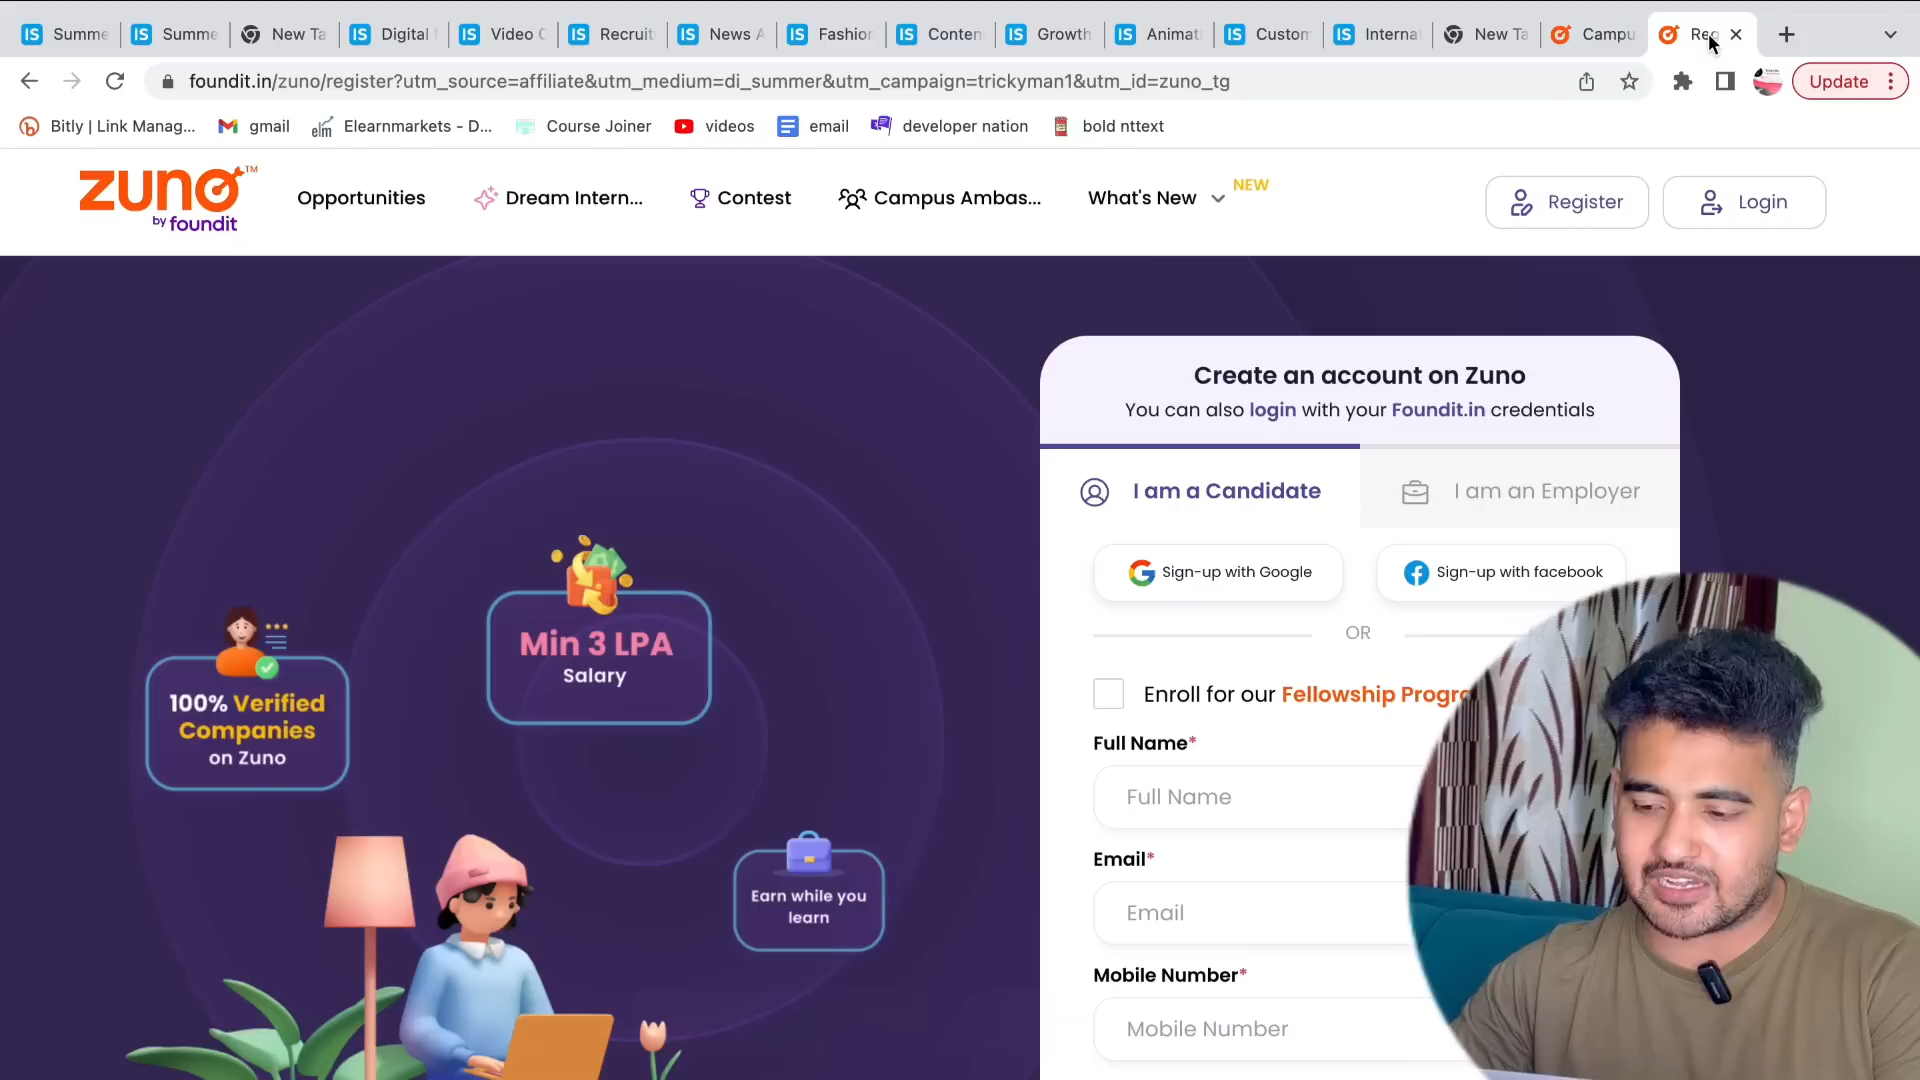 Summe
Summe
New Ta
Digital
Video C
Recruit
News A
Fashion
Conten
Growth
Animati
Custom
Interna
New Ta
Campu
Reg
foundit.in/zuno/register?utm_source=affiliate&utm_medium=di_summer&utm_campaign=trickyman1&utm_id=zuno_tg
Update
Bitly | Link Manag...
gmail
Elearnmarkets - D...
Course Joiner
videos
email
developer nation
bold nttext
zuno TM
by foundit
Opportunities
Dream Intern...
Contest
Campus Ambas...
What's New
NEW
Register
Login
Create an account on Zuno
You can also login with your Foundit.in credentials
I am a Candidate
I am an Employer
Sign-up with Google
Sign-up with facebook
OR
Enroll for our Fellowship Progr
Full Name*
Full Name
Email*
Email
Mobile Number*
Mobile Number
Min 3 LPA
Salary
100% Verified
Companies
on Zuno
Earn while you
learn